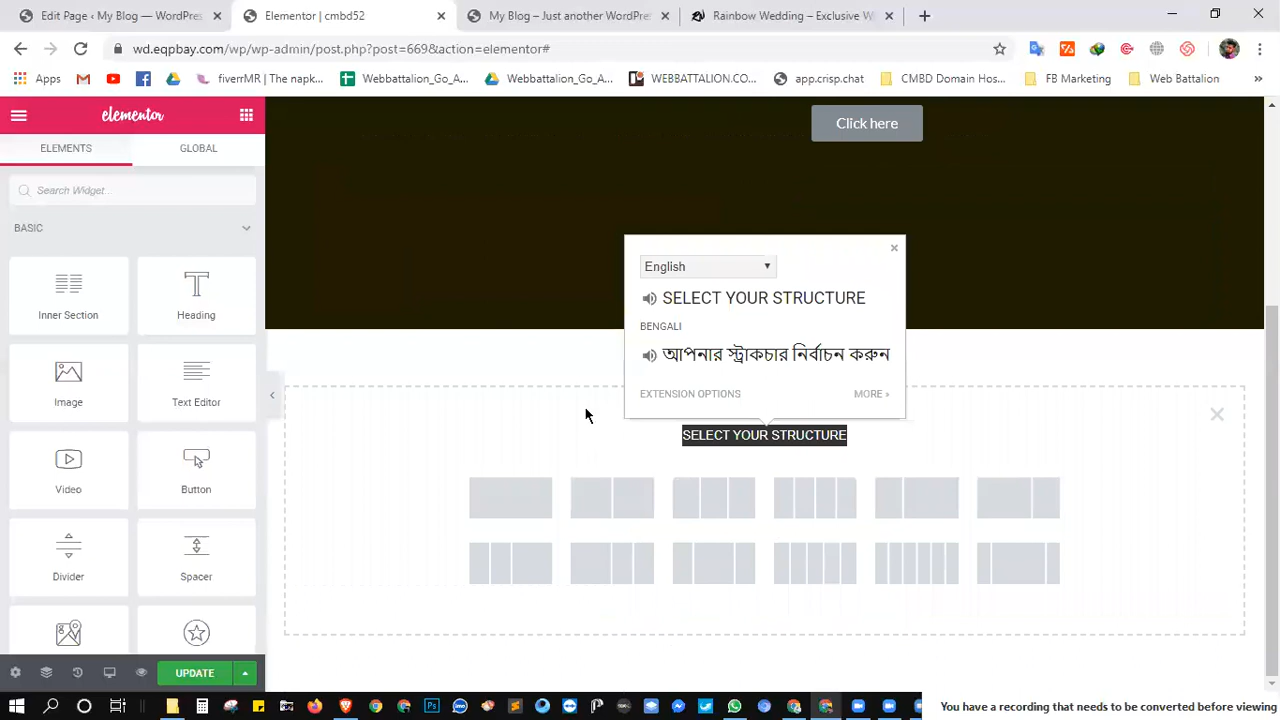 Edit Page ‹ My Blog — WordPres
Elementor | cmbd52
My Blog – Just another WordPre
Rainbow Wedding – Exclusive W
wd.eqpbay.com/wp/wp-admin/post.php?post=669&action=elementor#
Apps
fiverrMR | The napk...
Webbattalion_Go_A...
Webbattalion_Go_A...
WEBBATTALION.CO...
app.crisp.chat
CMBD Domain Hos...
FB Marketing
Web Battalion
elementor
ELEMENTS
GLOBAL
Search Widget...
BASIC
Inner Section
Heading
Image
Text Editor
Video
Button
Divider
Spacer
UPDATE
Click here
English
SELECT YOUR STRUCTURE
BENGALI
আপনার স্ট্রাকচার নির্বাচন করুন
EXTENSION OPTIONS
MORE »
SELECT YOUR STRUCTURE
You have a recording that needs to be converted before viewing